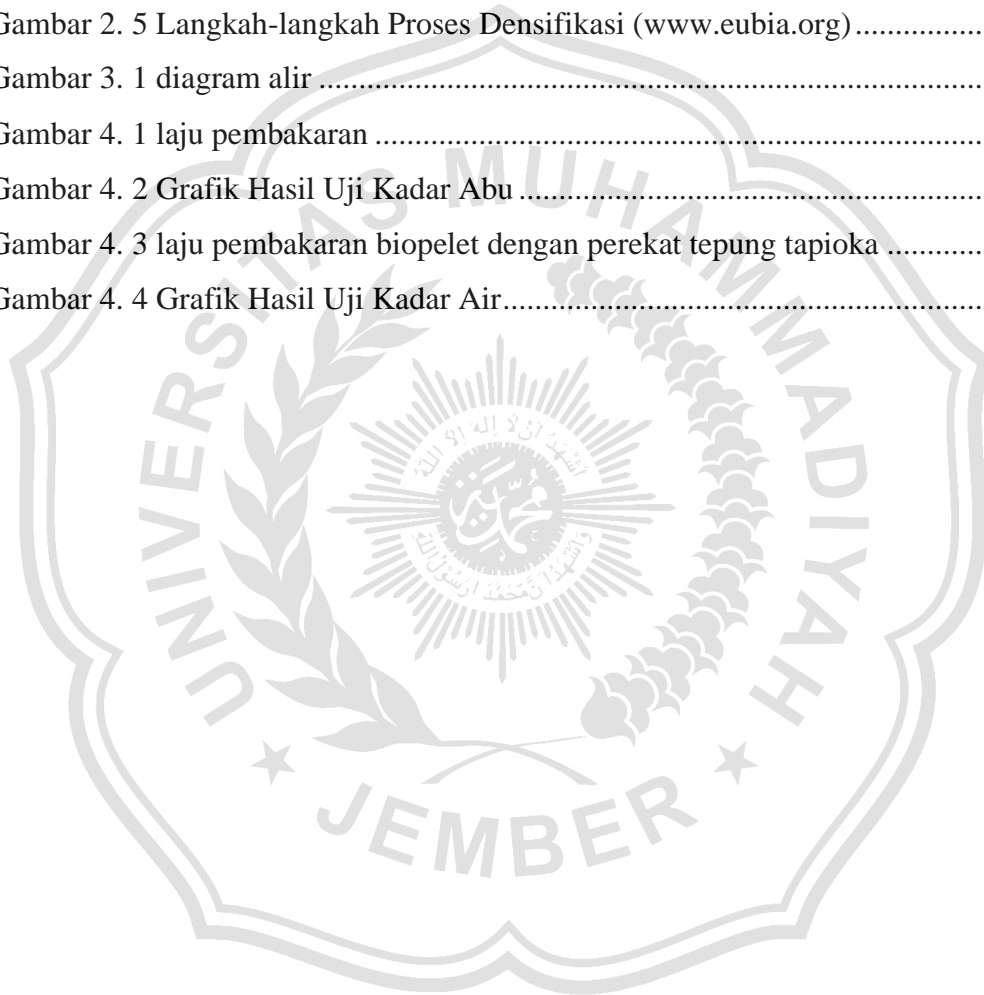 Gambar 2. 5 Langkah-langkah Proses Densifikasi (www.eubia.org)................
Gambar 3. 1 diagram alir ................................................................................
Gambar 4. 1 laju pembakaran ........................................................................
Gambar 4. 2 Grafik Hasil Uji Kadar Abu .......................................................
Gambar 4. 3 laju pembakaran biopelet dengan perekat tepung tapioka ............
Gambar 4. 4 Grafik Hasil Uji Kadar Air.........................................................
UNIVERSITAS MUHAMMADIYAH
JEMBER